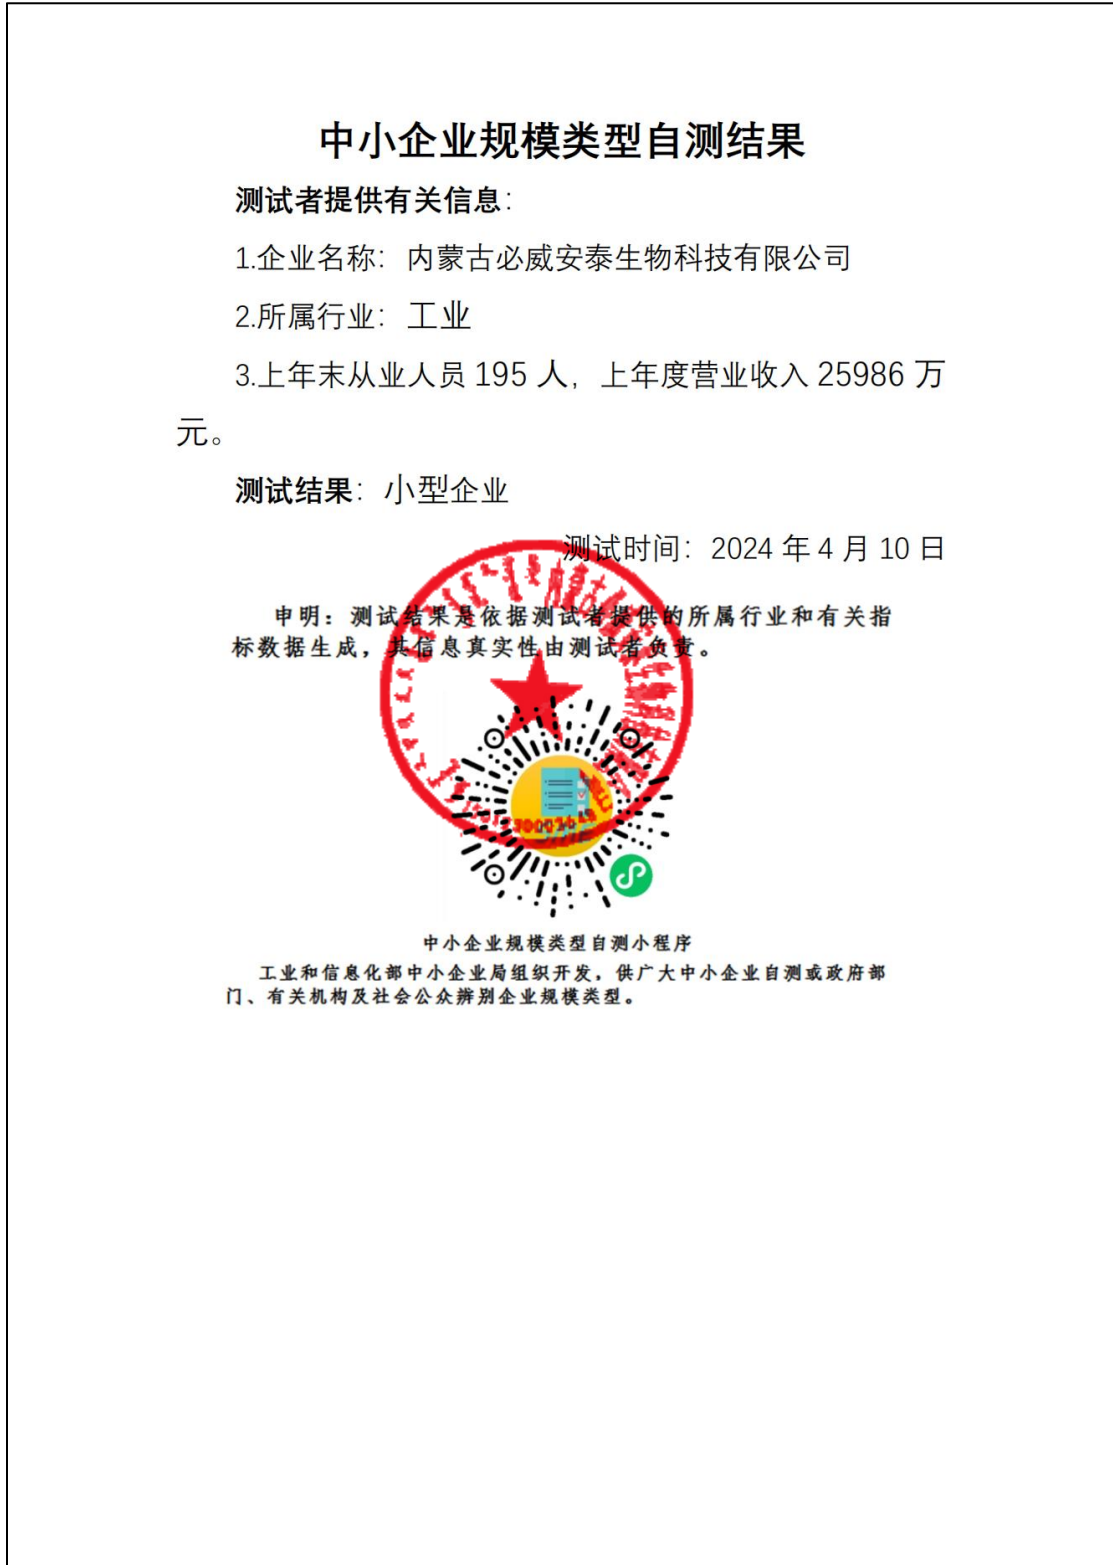 中小企业规模类型自测结果
测试者提供有关信息：
1.企业名称：内蒙古必威安泰生物科技有限公司
2.所属行业：工业
3.上年末从业人员 195 人，上年度营业收入 25986 万
元。
测试结果：小型企业
测试时间：2024 年 4 月 10 日
申明：测试结果是依据测试者提供的所属行业和有关指
标数据生成，其信息真实性由测试者负责。
中小企业规模类型自测小程序
工业和信息化部中小企业局组织开发，供广大中小企业自测或政府部
门、有关机构及社会公众辨别企业规模类型。